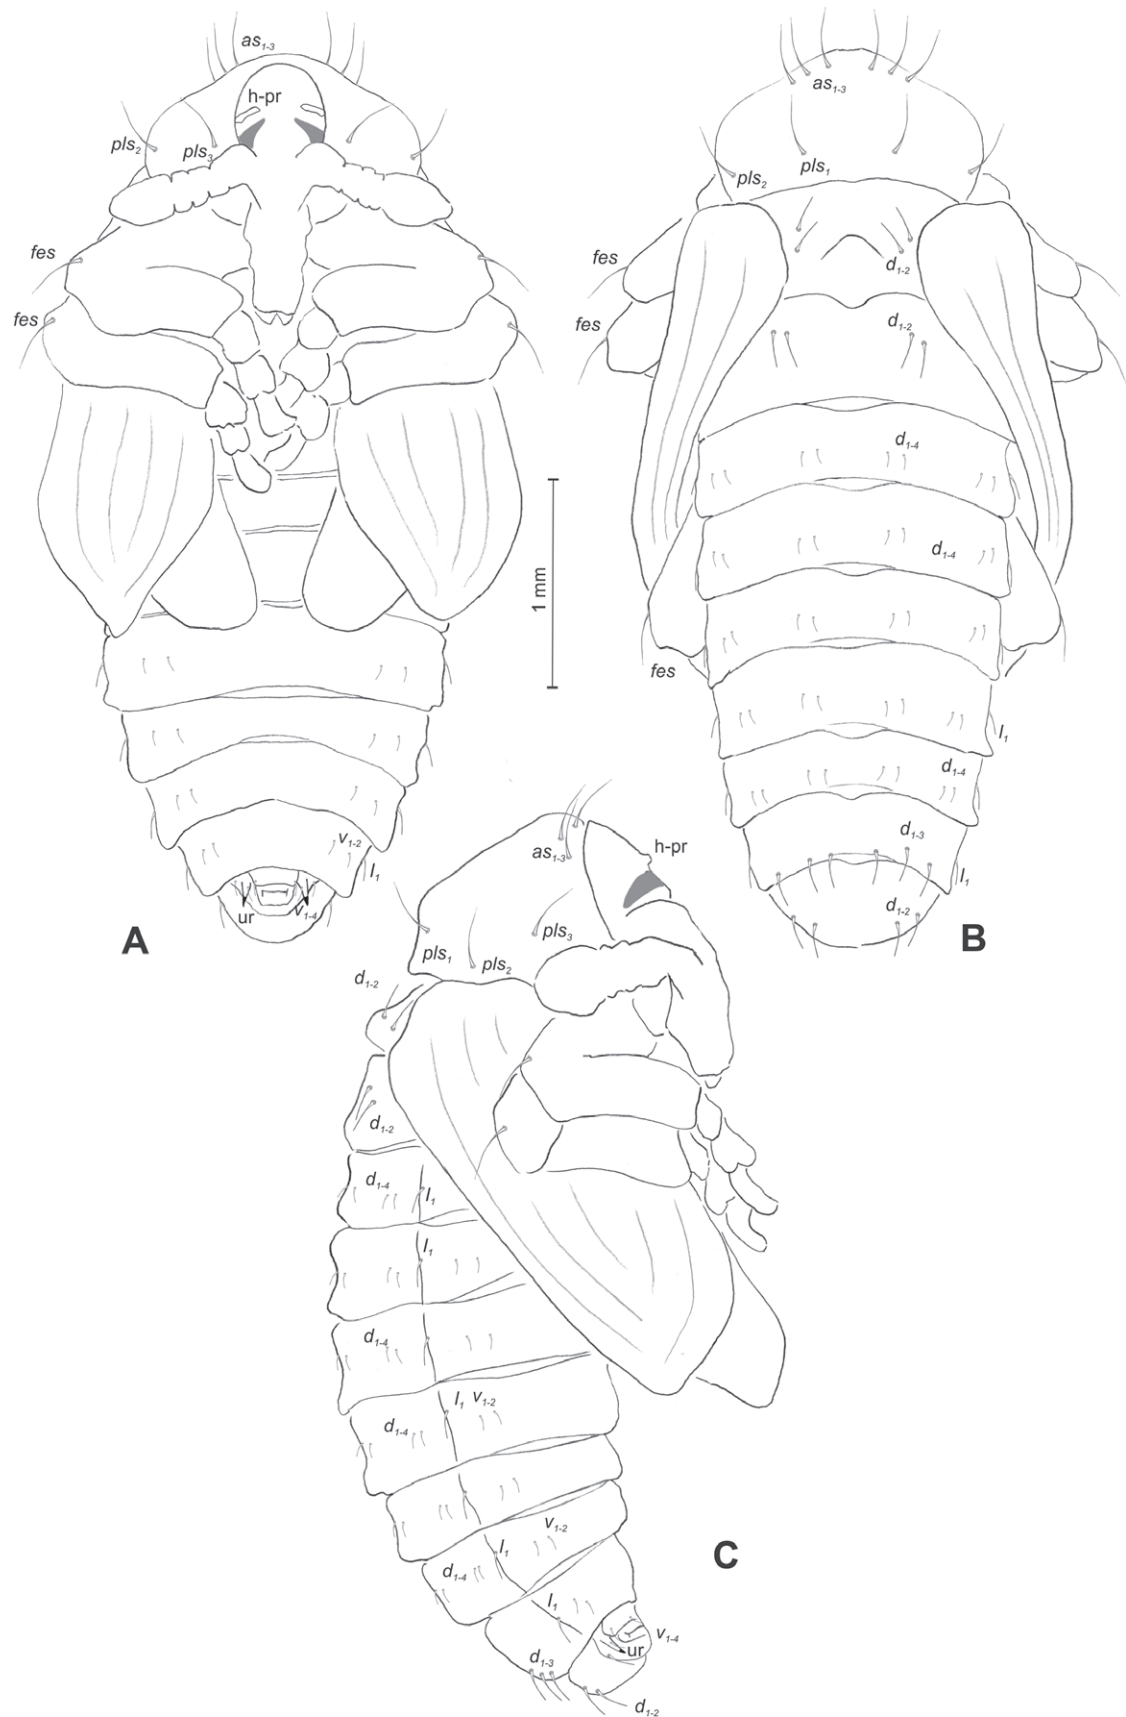 as₁₋₃
h-pr
pls₂
pls₃
fes
fes
v₁₋₂
l₁
ur
v₁₋₄
A
1 mm
as₁₋₃
pls₂
pls₁
fes
d₁₋₂
fes
d₁₋₂
d₁₋₄
d₁₋₄
fes
l₁
d₁₋₄
d₁₋₃
l₁
d₁₋₂
B
as₁₋₃
h-pr
pls₁
pls₂
pls₃
d₁₋₂
d₁₋₂
d₁₋₄
l₁
l₁
d₁₋₄
l₁ v₁₋₂
d₁₋₄
v₁₋₂
l₁
d₁₋₄
l₁
v₁₋₄
ur
d₁₋₃
d₁₋₂
C